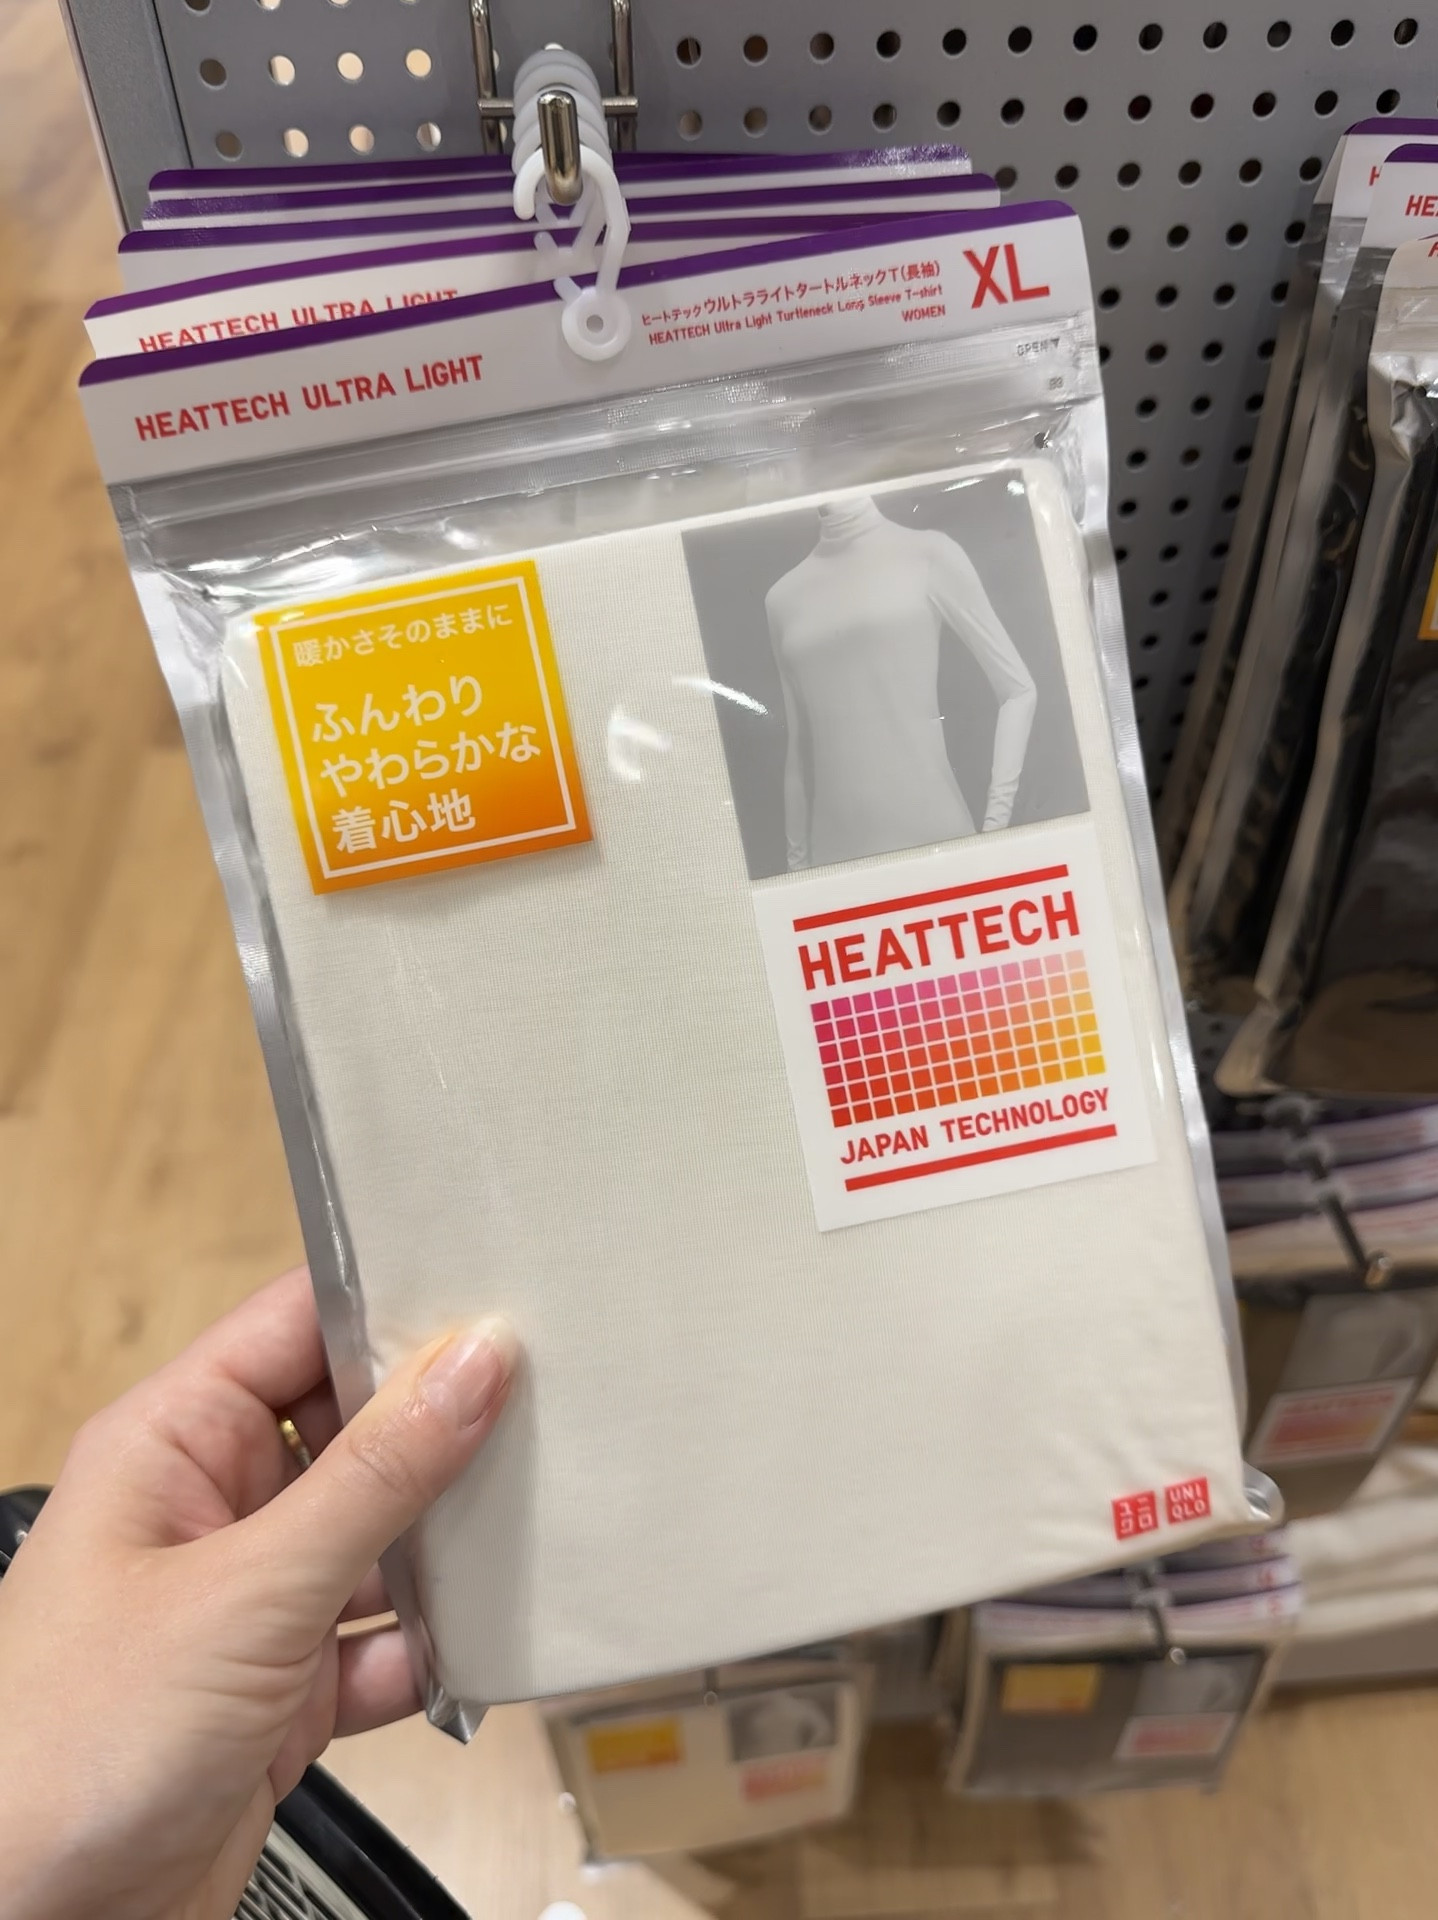 HEATTECH ULTRA LIGHT
ヒートテックウルトラライトタートルネックT(長袖)
HEATTECH Ultra Light Turtleneck Long Sleeve T-shirt
WOMEN
XL
HEATTECH ULTRA LIGHT
暖かさそのままに
ふんわり
やわらかな
着心地
HEATTECH
JAPAN TECHNOLOGY
ユニ
クロ
UNI
QLO